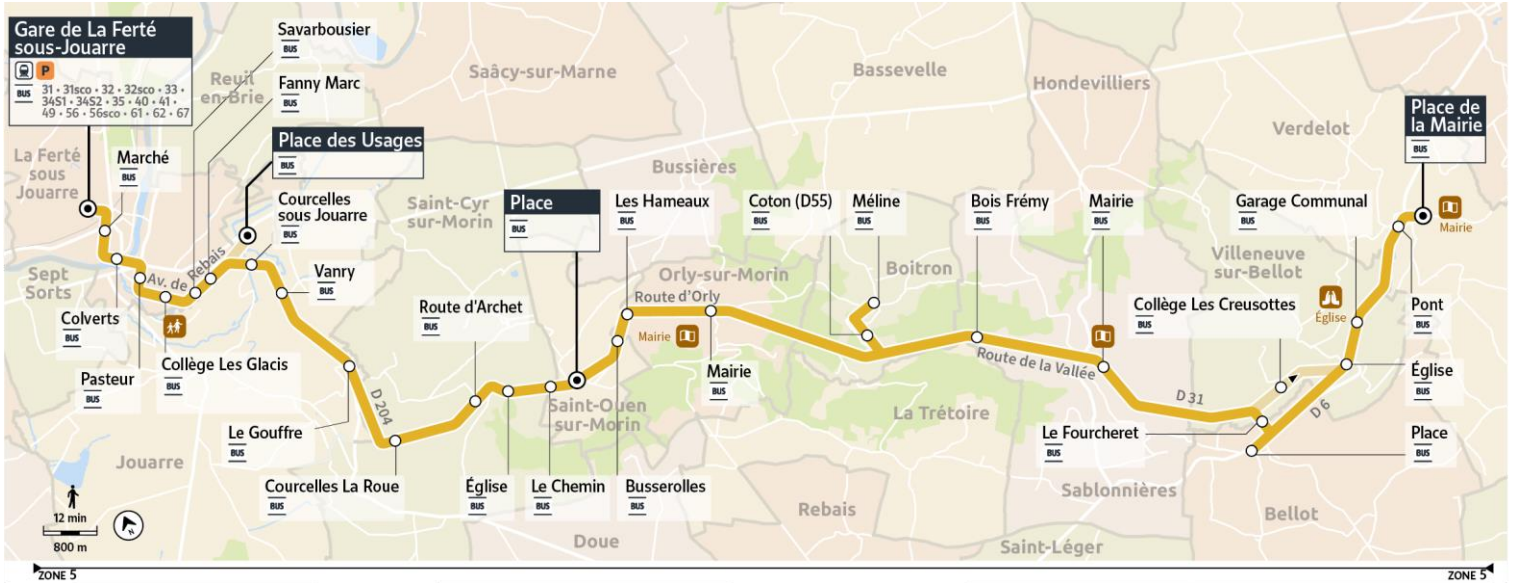 Gare de La Ferté
sous-Jouarre
P
BUS
31 • 31sco • 32 • 32sco • 33 •
34S1 • 34S2 • 35 • 40 • 41 •
49 • 56 • 56sco • 61 • 62 • 67
Savarbousier
BUS
Reuil
en-Brie
Fanny Marc
BUS
Saâcy-sur-Marne
Bassevelle
Hondevilliers
Place de
la Mairie
BUS
Verdelot
Place des Usages
BUS
La Ferté
sous
Jouarre
Marché
BUS
Bussières
Courcelles
sous Jouarre
BUS
Saint-Cyr
sur-Morin
Place
BUS
Les Hameaux
BUS
Coton (D55)
BUS
Méline
BUS
Bois Frémy
BUS
Mairie
BUS
Garage Communal
BUS
Mairie
Villeneuve
sur-Bellot
Sept
Sorts
Av. de Rebais
Vanry
BUS
Orly-sur-Morin
Boitron
Route d'Orly
Route d'Archet
BUS
Collège Les Creusottes
BUS
Église
Pont
BUS
Colverts
BUS
Mairie
Collège Les Glacis
BUS
Pasteur
BUS
Mairie
BUS
Route de la Vallée
Église
BUS
D 204
Saint-Ouen
sur-Morin
La Trétoire
D 31
D 6
Le Gouffre
BUS
Le Fourcheret
BUS
Place
BUS
Jouarre
Courcelles La Roue
BUS
Église
BUS
Le Chemin
BUS
Busserolles
BUS
Rebais
Sablonnières
Bellot
12 min
800 m
N
Doue
Saint-Léger
ZONE 5
ZONE 5